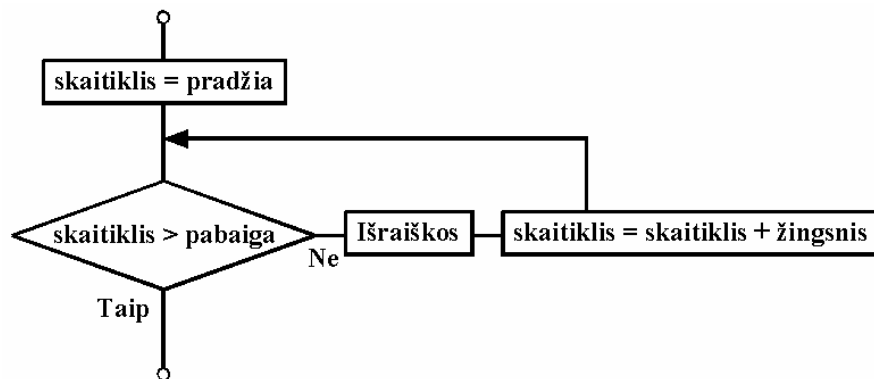 skaitiklis = pradžia
skaitiklis > pabaiga
Ne
Išraiškos
skaitiklis = skaitiklis + žingsnis
Taip